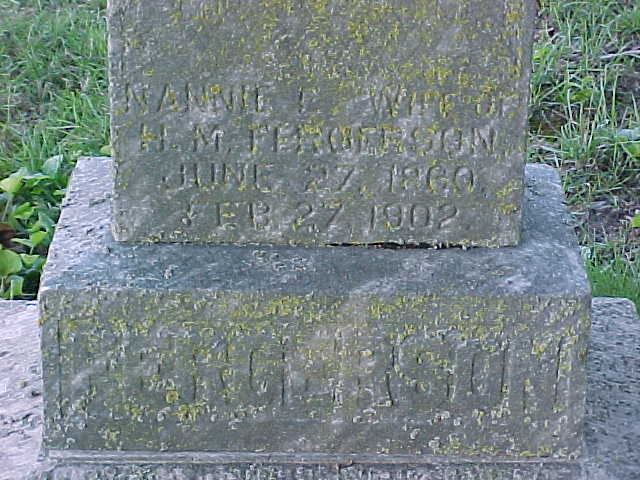 NANNIE F. WIFE OF
H. M. FERGERSON,
JUNE 27, 1860,
FEB 27, 1902
FERGERSON